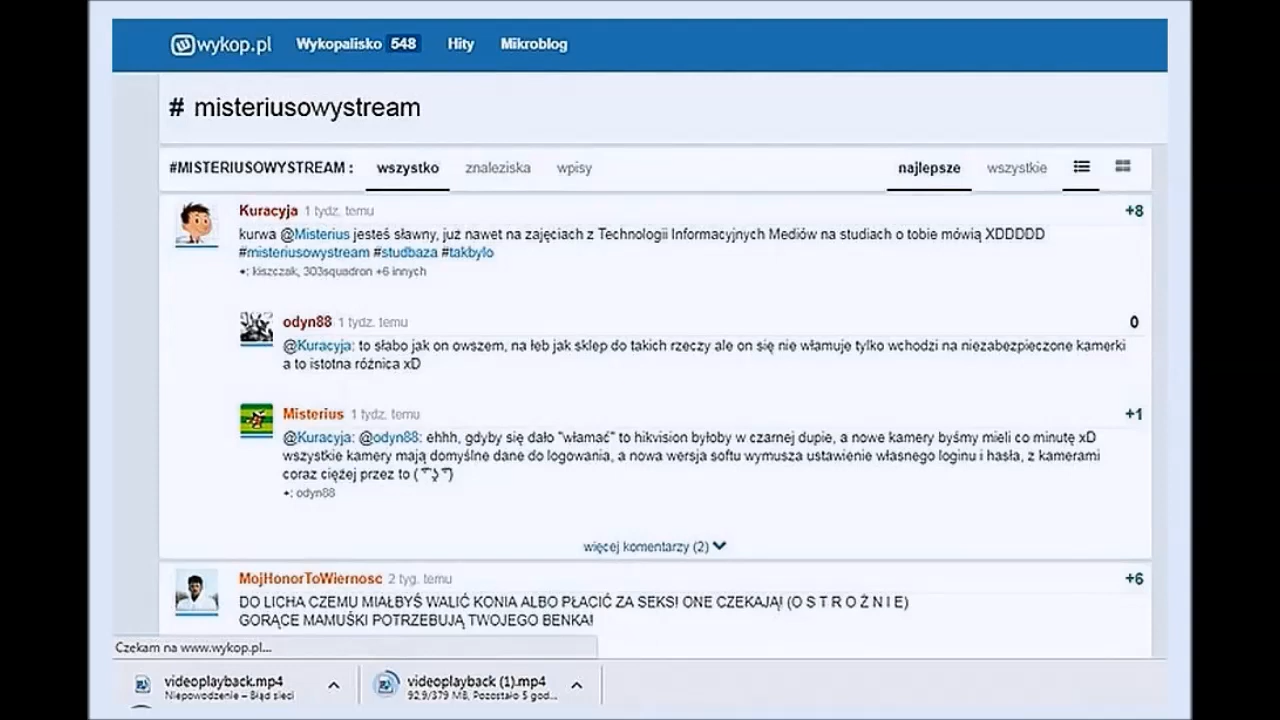 wykop.pl Wykopalisko 548 Hity Mikroblog
# misteriusowystream
#MISTERIUSOWYSTREAM : wszystko znaleziska wpisy najlepsze wszystkie
Kuracyja 1 tydz. temu +8
kurwa @Misterius jesteś sławny, już nawet na zajęciach z Technologii Informacyjnych Mediów na studiach o tobie mówią XDDDDD
#misteriusowystream #studbaza #takbylo
+: kiszczak, 303squadron +6 innych
odyn88 1 tydz. temu 0
@Kuracyja: to słabo jak on owszem, na łeb jak sklep do takich rzeczy ale on się nie włamuje tylko wchodzi na niezabezpieczone kamerki
a to istotna różnica xD
Misterius 1 tydz. temu +1
@Kuracyja: @odyn88: ehhh, gdyby się dało "włamać" to hikvision byłoby w czarnej dupie, a nowe kamery byśmy mieli co minutę xD
wszystkie kamery mają domyślne dane do logowania, a nowa wersja softu wymusza ustawienie własnego loginu i hasła, z kamerami
coraz ciężej przez to ( ͡° ʖ̯ ͡°)
+: odyn88
więcej komentarzy (2)
MojHonorToWiernosc 2 tyg. temu +6
DO LICHA CZEMU MIAŁBYŚ WALIĆ KONIA ALBO PŁACIĆ ZA SEKS! ONE CZEKAJĄ! (O S T R O Ż N I E)
GORĄCE MAMUŚKI POTRZEBUJĄ TWOJEGO BENKA!
Czekam na www.wykop.pl...
videoplayback.mp4 videoplayback (1).mp4
Niepowodzenie – Błąd sieci 92,9/379 MB, Pozostało 5 god...